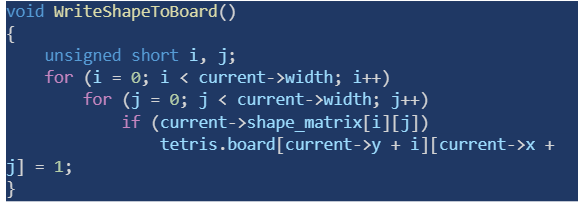 void WriteShapeToBoard()
{
    unsigned short i, j;
    for (i = 0; i < current->width; i++)
        for (j = 0; j < current->width; j++)
            if (current->shape_matrix[i][j])
                tetris.board[current->y + i][current->x +
j] = 1;
}